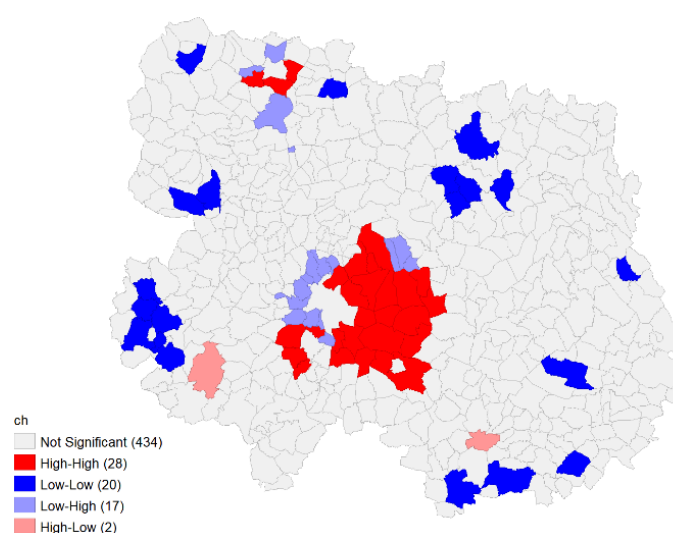 ch
Not Significant (434)
High-High (28)
Low-Low (20)
Low-High (17)
High-Low (2)